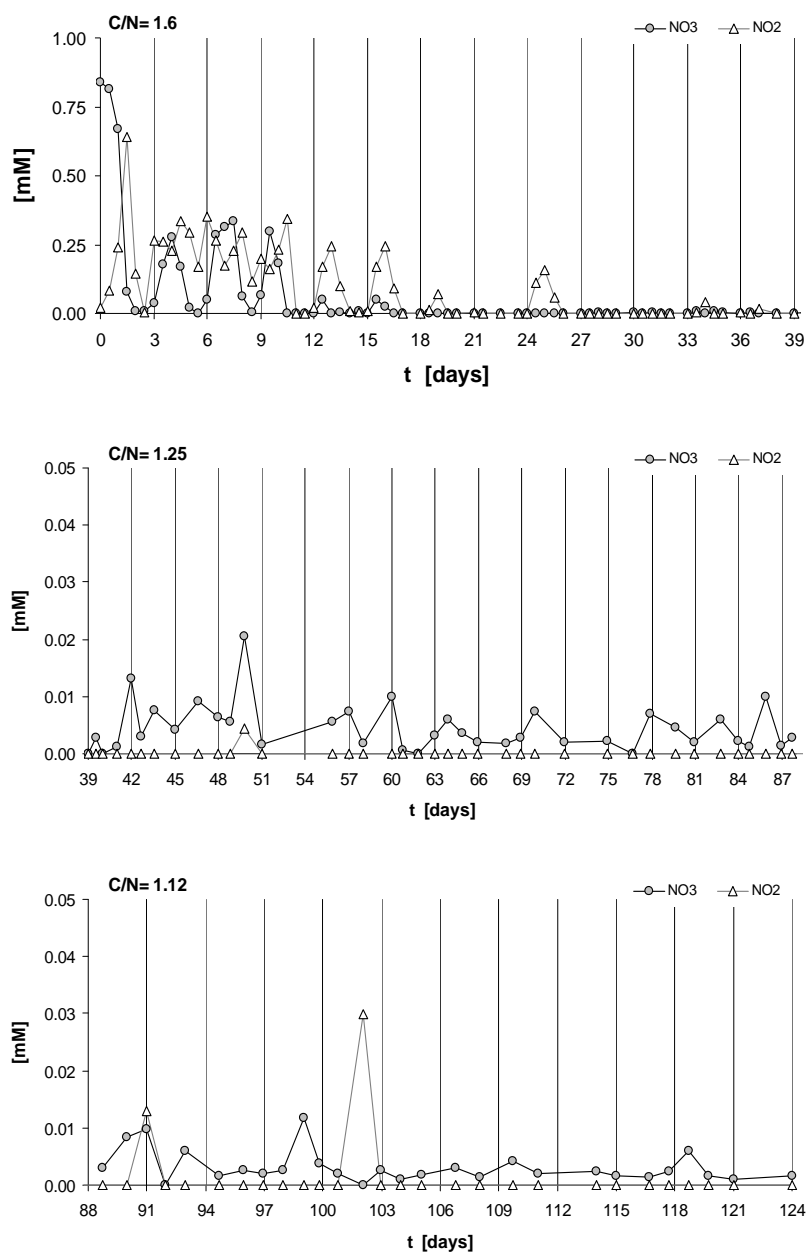 C/N= 1.6
NO3 NO2
1.00
0.75
0.50
0.25
0.00
[mM]
0 3 6 9 12 15 18 21 24 27 30 33 36 39
t [days]
C/N= 1.25
NO3 NO2
0.05
0.04
0.03
0.02
0.01
0.00
[mM]
39 42 45 48 51 54 57 60 63 66 69 72 75 78 81 84 87
t [days]
C/N= 1.12
NO3 NO2
0.05
0.04
0.03
0.02
0.01
0.00
[mM]
88 91 94 97 100 103 106 109 112 115 118 121 124
t [days]